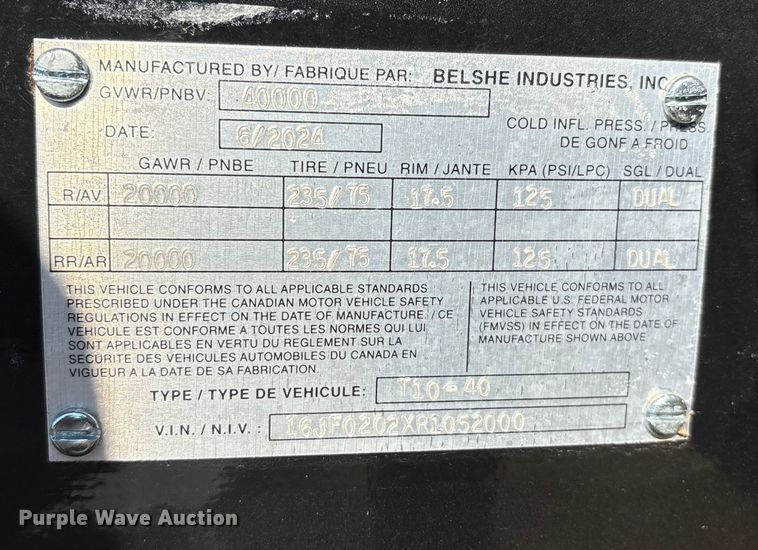 MANUFACTURED BY/ FABRIQUE PAR: BELSHE INDUSTRIES, INC
GVWR/PNBV: 40000
DATE: 6/2024
COLD INFL. PRESS. / PRESS.
DE GONF A FROID
GAWR / PNBE TIRE / PNEU RIM / JANTE KPA (PSI/LPC) SGL / DUAL
R/AV 20000 235/75 17.5 125 DUAL
RR/AR 20000 235/75 17.5 125 DUAL
THIS VEHICLE CONFORMS TO ALL APPLICABLE STANDARDS
PRESCRIBED UNDER THE CANADIAN MOTOR VEHICLE SAFETY
REGULATIONS IN EFFECT ON THE DATE OF MANUFACTURE. / CE
VEHICULE EST CONFORME A TOUTES LES NORMES QUI LUI
SONT APPLICABLES EN VERTU DU REGLEMENT SUR LA
SECURITE DES VEHICULES AUTOMOBILES DU CANADA EN
VIGUEUR A LA DATE DE SA FABRICATION.
THIS VEHICLE CONFORMS TO ALL
APPLICABLE U.S. FEDERAL MOTOR
VEHICLE SAFETY STANDARDS
(FMVSS) IN EFFECT ON THE DATE OF
MANUFACTURE SHOWN ABOVE
TYPE / TYPE DE VEHICULE: T10-40
V.I.N. / N.I.V. : 16JF0202XR1052000
Purple Wave Auction